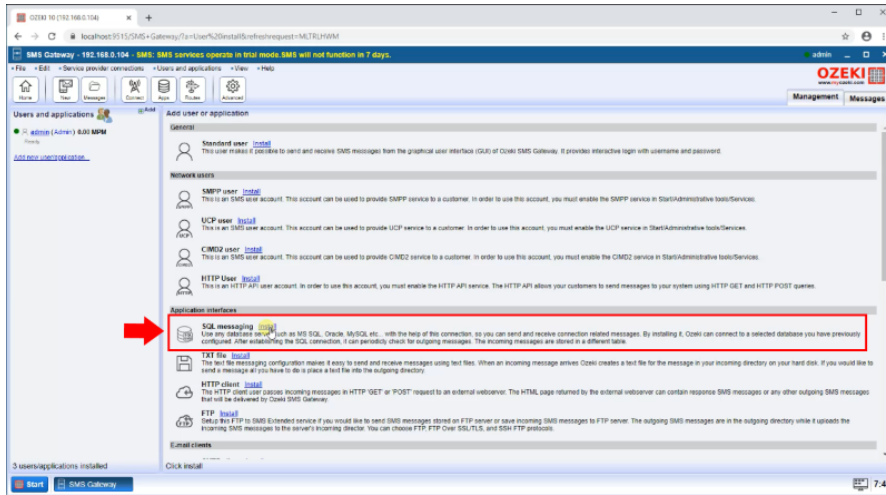 OZEKI 10 (192.168.0.104)
localhost:9515/SMS+Gateway/?a=User%20install&refreshrequest=MLTRLHWM
SMS Gateway - 192.168.0.104 - SMS: SMS services operate in trial mode. SMS will not function in 7 days.
admin
File Edit Service provider connections Users and applications View Help
OZEKI
www.myozeki.com
Home New Messages Connect Apps Routes Advanced
Management Messages
Users and applications Add
admin (Admin) 0.00 MPM
Ready
Add new user/application...
Add user or application
General
Standard user Install
This user makes it possible to send and receive SMS messages from the graphical user interface (GUI) of Ozeki SMS Gateway. It provides interactive login with username and password.
Network users
SMPP user Install
This is an SMS user account. This account can be used to provide SMPP service to a customer. In order to use this account, you must enable the SMPP service in Start/Administrative tools/Services.
UCP user Install
This is an SMS user account. This account can be used to provide UCP service to a customer. In order to use this account, you must enable the UCP service in Start/Administrative tools/Services.
CIMD2 user Install
This is an SMS user account. This account can be used to provide CIMD2 service to a customer. In order to use this account, you must enable the CIMD2 service in Start/Administrative tools/Services.
HTTP User Install
This is an HTTP API user account. In order to use this account, you must enable the HTTP API service. The HTTP API allows your customers to send messages to your system using HTTP GET and HTTP POST queries.
Application interfaces
SQL messaging Install
Use any database server such as MS SQL, Oracle, MySQL etc... with the help of this connection, so you can send and receive connection related messages. By installing it, Ozeki can connect to a selected database you have previously
configured. After establishing the SQL connection, it can periodicly check for outgoing messages. The incoming messages are stored in a different table.
TXT file Install
The text file messaging configuration makes it easy to send and receive messages using text files. When an incoming message arrives Ozeki creates a text file for the message in your incoming directory on your hard disk. If you would like to
send a message all you have to do is place a text file into the outgoing directory.
HTTP client Install
The HTTP client user passes incoming messages in HTTP 'GET' or 'POST' request to an external webserver. The HTML page returned by the external webserver can contain response SMS messages or any other outgoing SMS messages
that will be delivered by Ozeki SMS Gateway.
FTP Install
Setup this FTP to SMS Extended service if you would like to send SMS messages stored on FTP server or save incoming SMS messages to FTP server. The outgoing SMS messages are in the outgoing directory while it uploads the
incoming SMS messages to the server's incoming director. You can choose FTP, FTP Over SSL/TLS, and SSH FTP protocols.
E-mail clients
3 users/applications installed
Click install
Start SMS Gateway